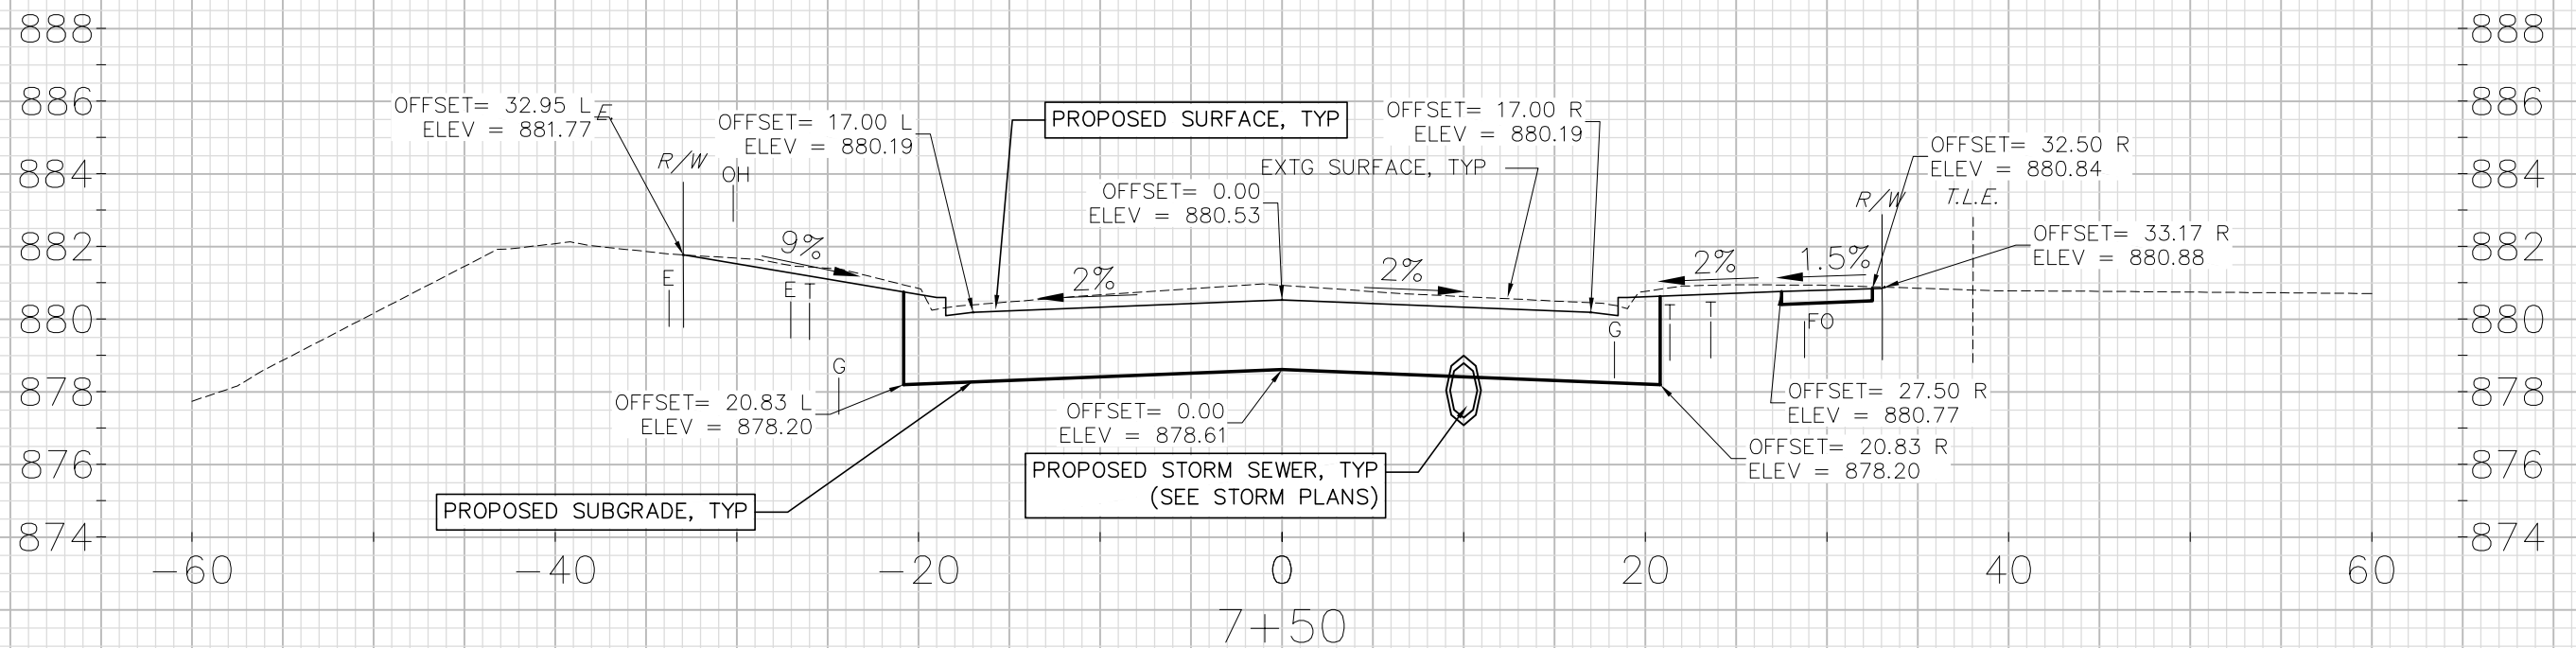 888
886
884
882
880
878
876
874
OFFSET= 32.95 L
ELEV = 881.77
E
R/W
OH
OFFSET= 17.00 L
ELEV = 880.19
PROPOSED SURFACE, TYP
OFFSET= 17.00 R
ELEV = 880.19
EXTG SURFACE, TYP
OFFSET= 0.00
ELEV = 880.53
OFFSET= 32.50 R
ELEV = 880.84
R/W
T.L.E.
OFFSET= 33.17 R
ELEV = 880.88
9%
2%
2%
2%
1.5%
E
E T
G
G
T
T
FO
OFFSET= 20.83 L
ELEV = 878.20
OFFSET= 0.00
ELEV = 878.61
OFFSET= 27.50 R
ELEV = 880.77
OFFSET= 20.83 R
ELEV = 878.20
PROPOSED STORM SEWER, TYP
(SEE STORM PLANS)
PROPOSED SUBGRADE, TYP
888
886
884
882
880
878
876
874
-60 -40 -20 0 20 40 60
7+50